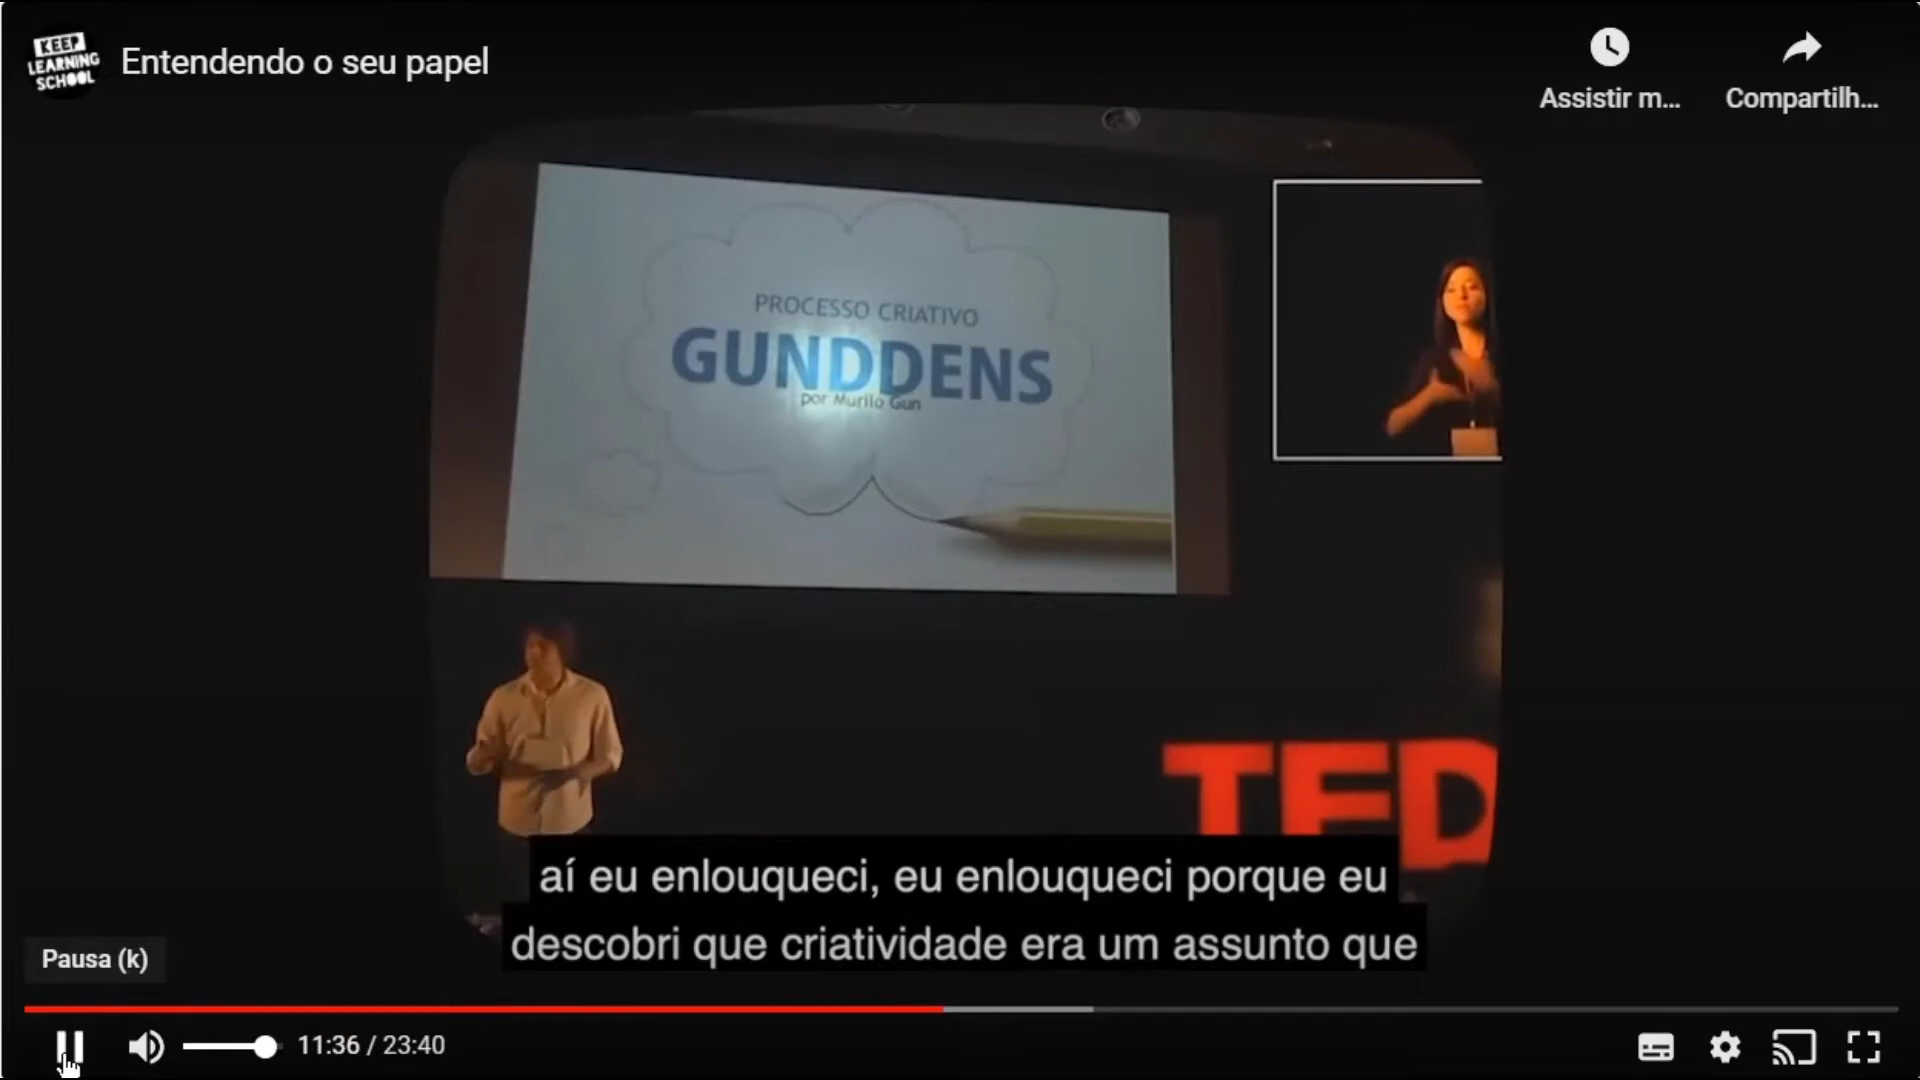 KEEP
LEARNING
SCHOOL
Entendendo o seu papel
Assistir m...
Compartilh...
PROCESSO CRIATIVO
GUNDDENS
por Murilo Gun
TED
aí eu enlouqueci, eu enlouqueci porque eu
descobri que criatividade era um assunto que
Pausa (k)
11:36 / 23:40